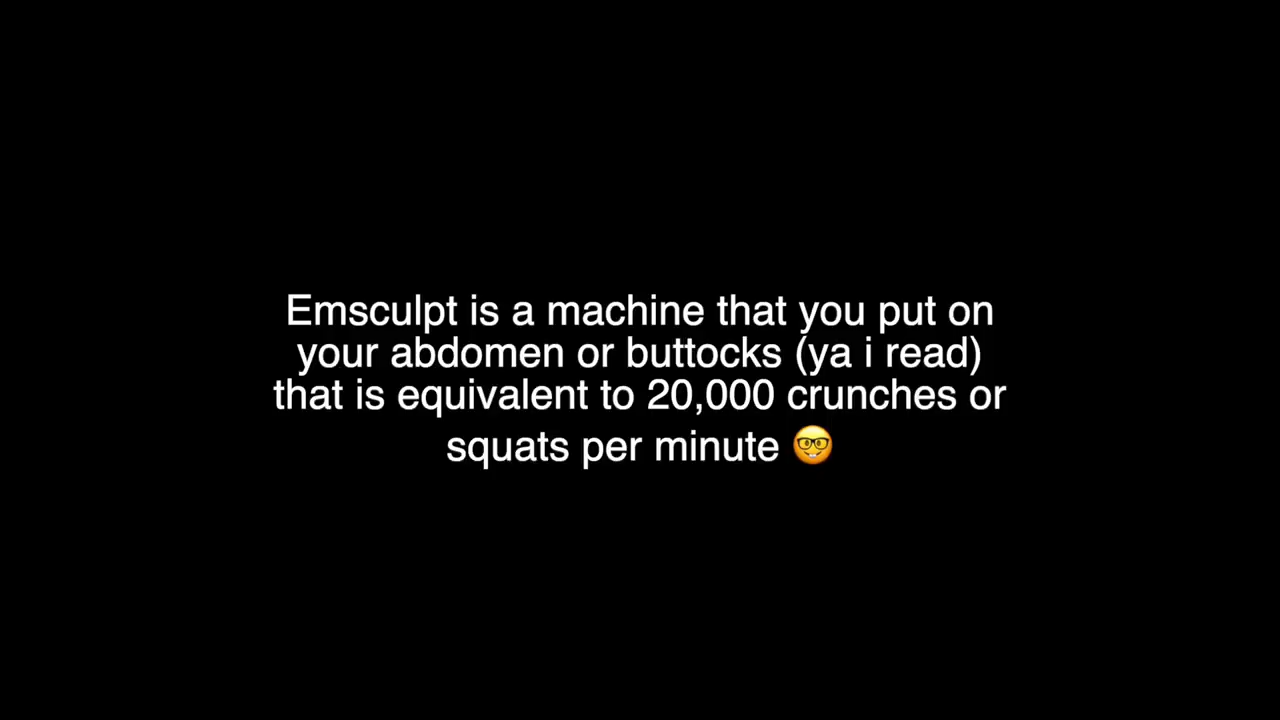 Emsculpt is a machine that you put on
your abdomen or buttocks (ya i read)
that is equivalent to 20,000 crunches or
squats per minute 🤓